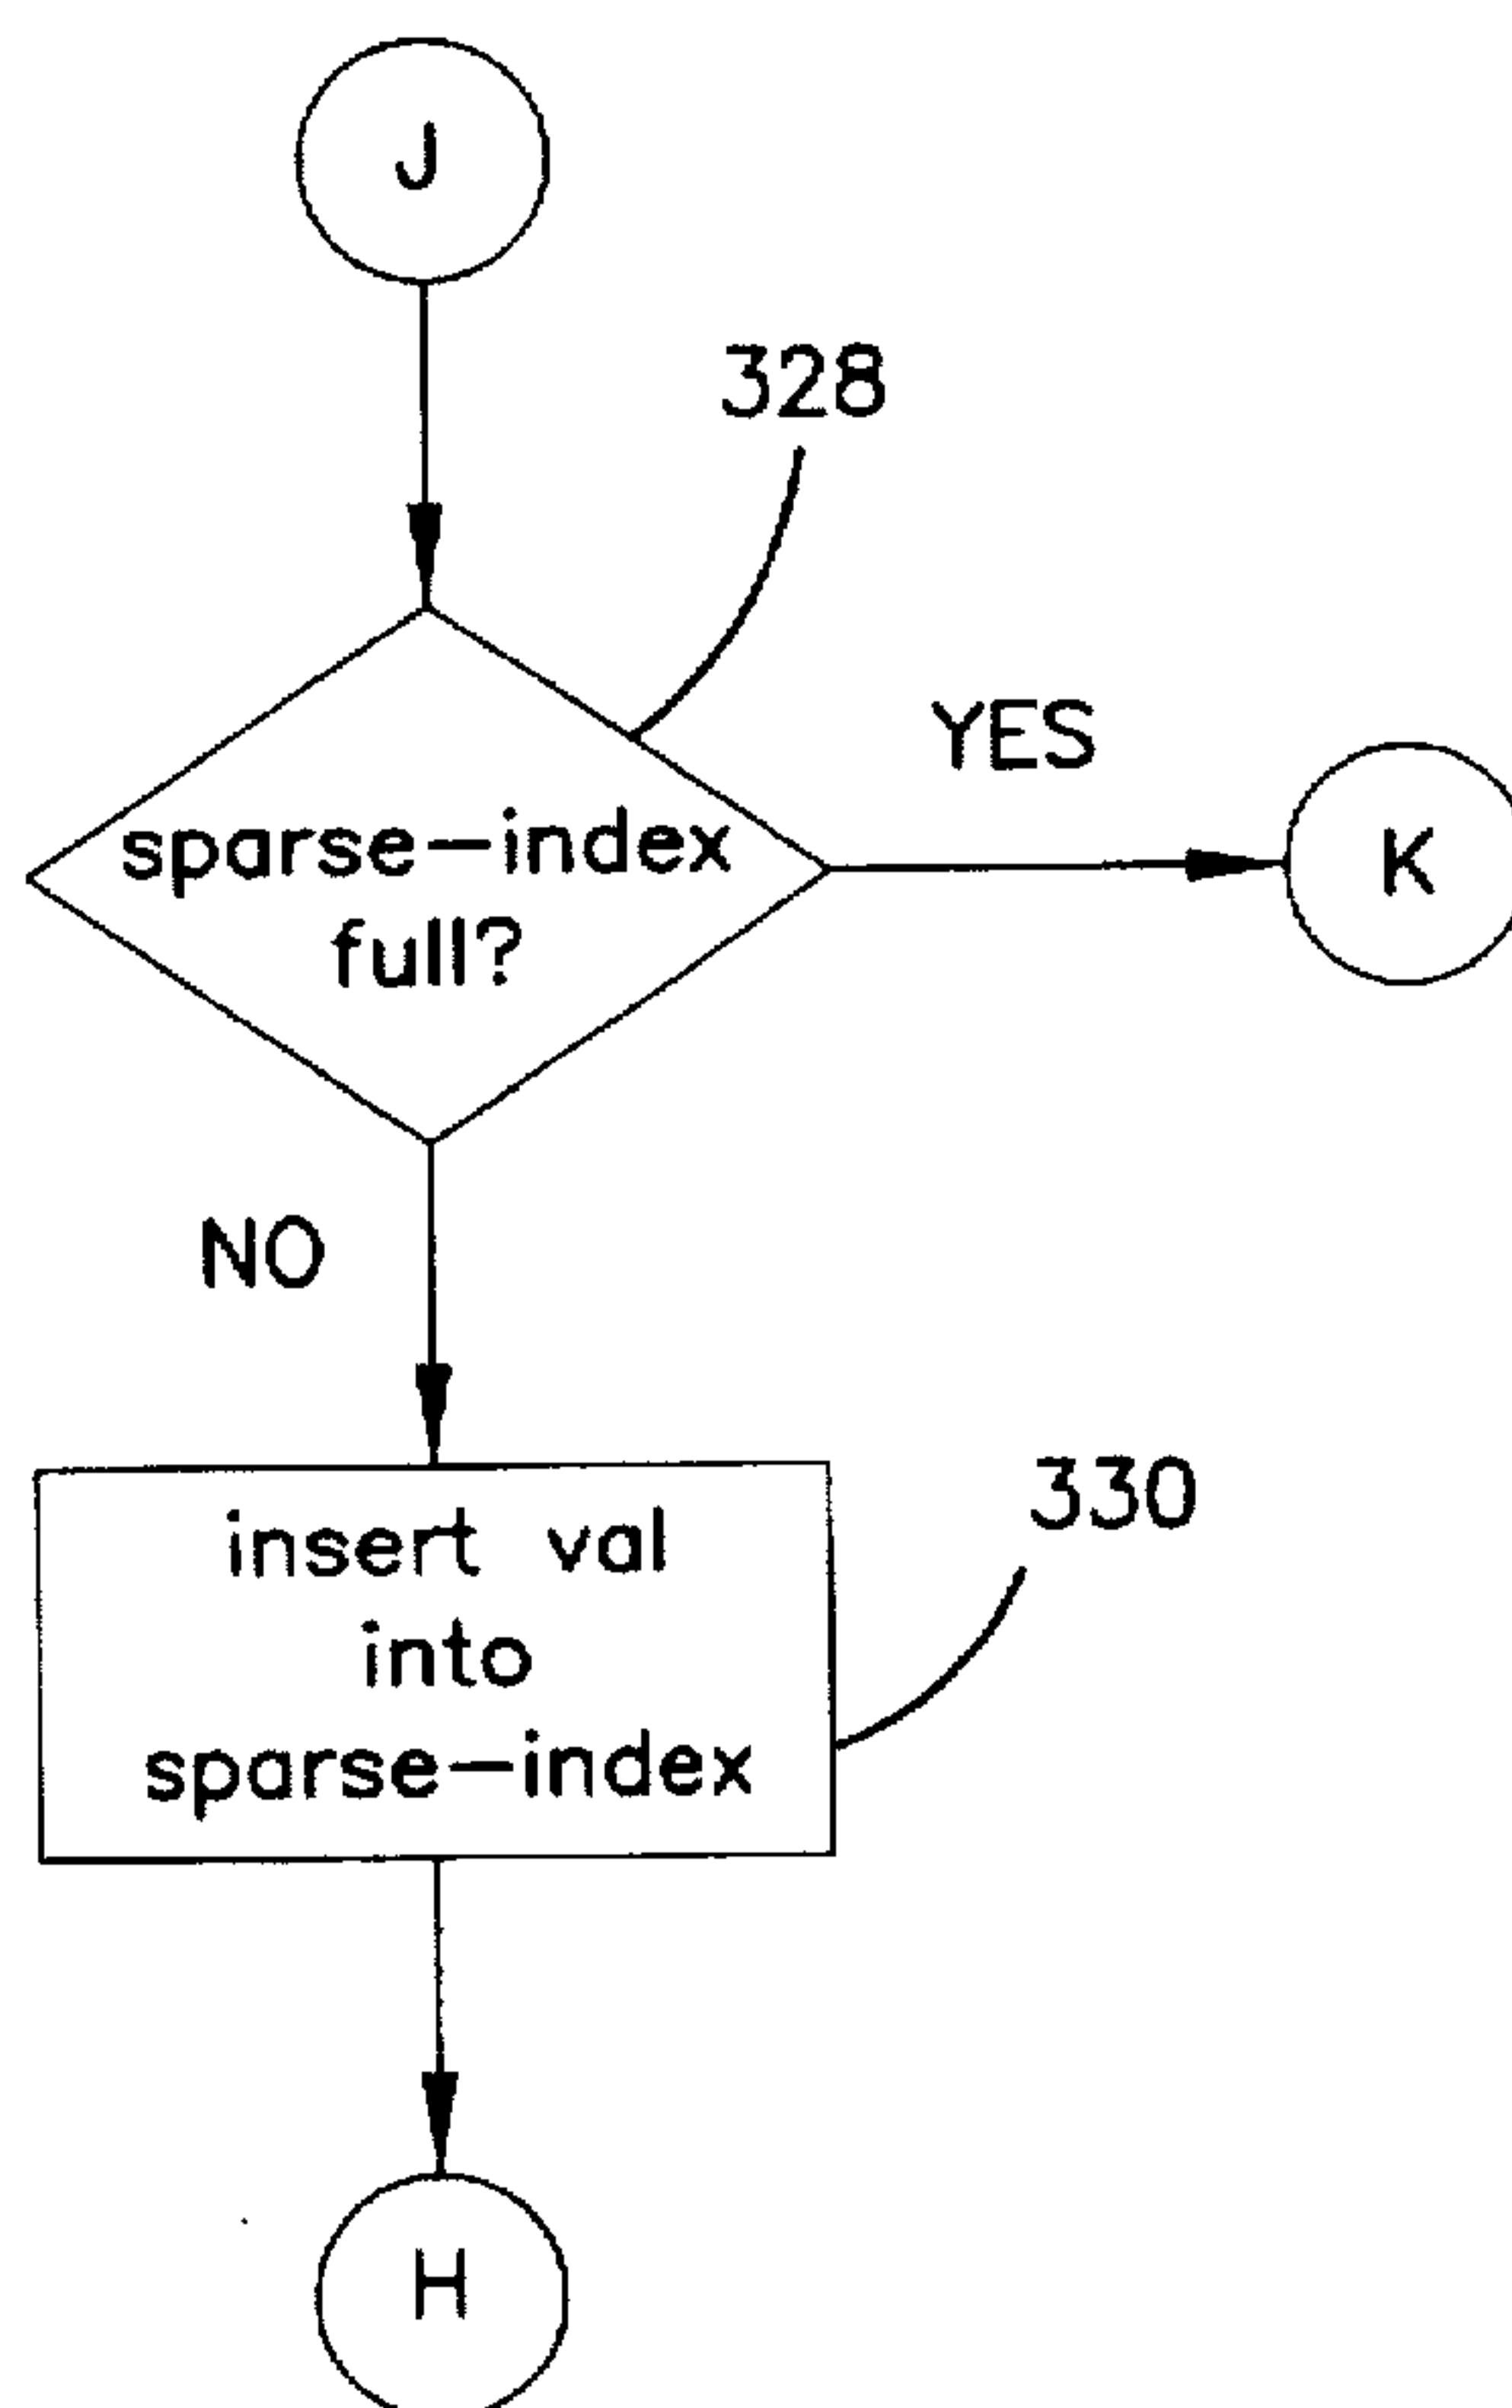 J
328
YES
sparse-index
full?
K
NO
330
insert val
into
sparse-index
H